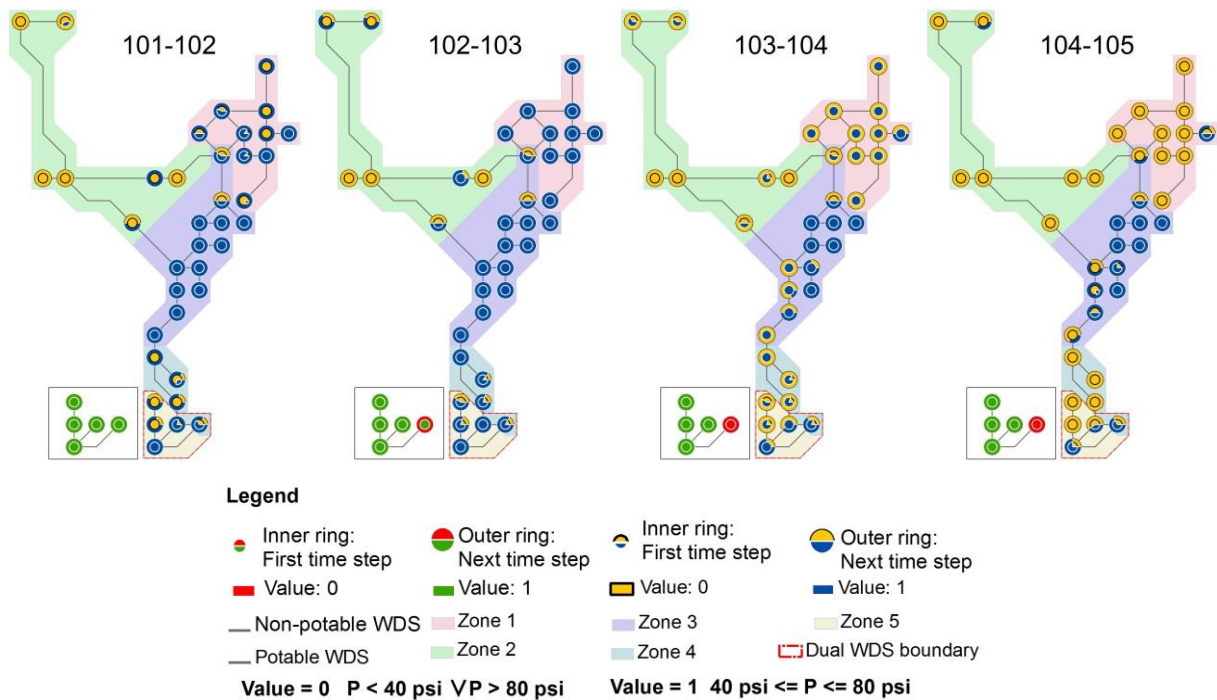 101-102
102-103
103-104
104-105
Legend
Inner ring:
First time step
Outer ring:
Next time step
Inner ring:
First time step
Outer ring:
Next time step
Value: 0
Value: 1
Value: 0
Value: 1
Non-potable WDS
Zone 1
Zone 3
Zone 5
Potable WDS
Zone 2
Zone 4
Dual WDS boundary
Value = 0 P < 40 psi ∨P > 80 psi
Value = 1 40 psi <= P <= 80 psi